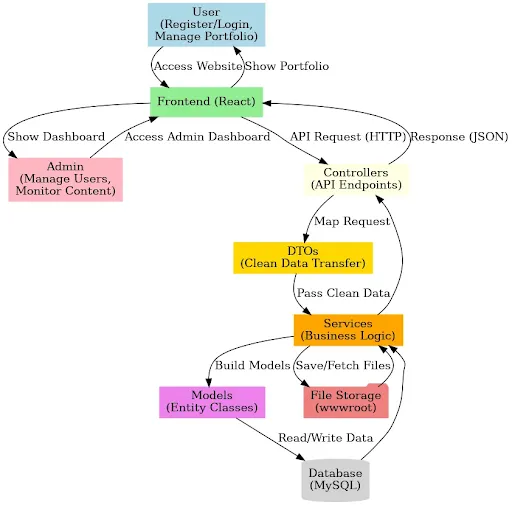 User
(Register/Login,
Manage Portfolio)
Access Website
Show Portfolio
Frontend (React)
Show Dashboard
Access Admin Dashboard
API Request (HTTP)
Response (JSON)
Admin
(Manage Users,
Monitor Content)
Controllers
(API Endpoints)
Map Request
DTOs
(Clean Data Transfer)
Pass Clean Data
Services
(Business Logic)
Build Models
Save/Fetch Files
Models
(Entity Classes)
File Storage
(wwwroot)
Read/Write Data
Database
(MySQL)